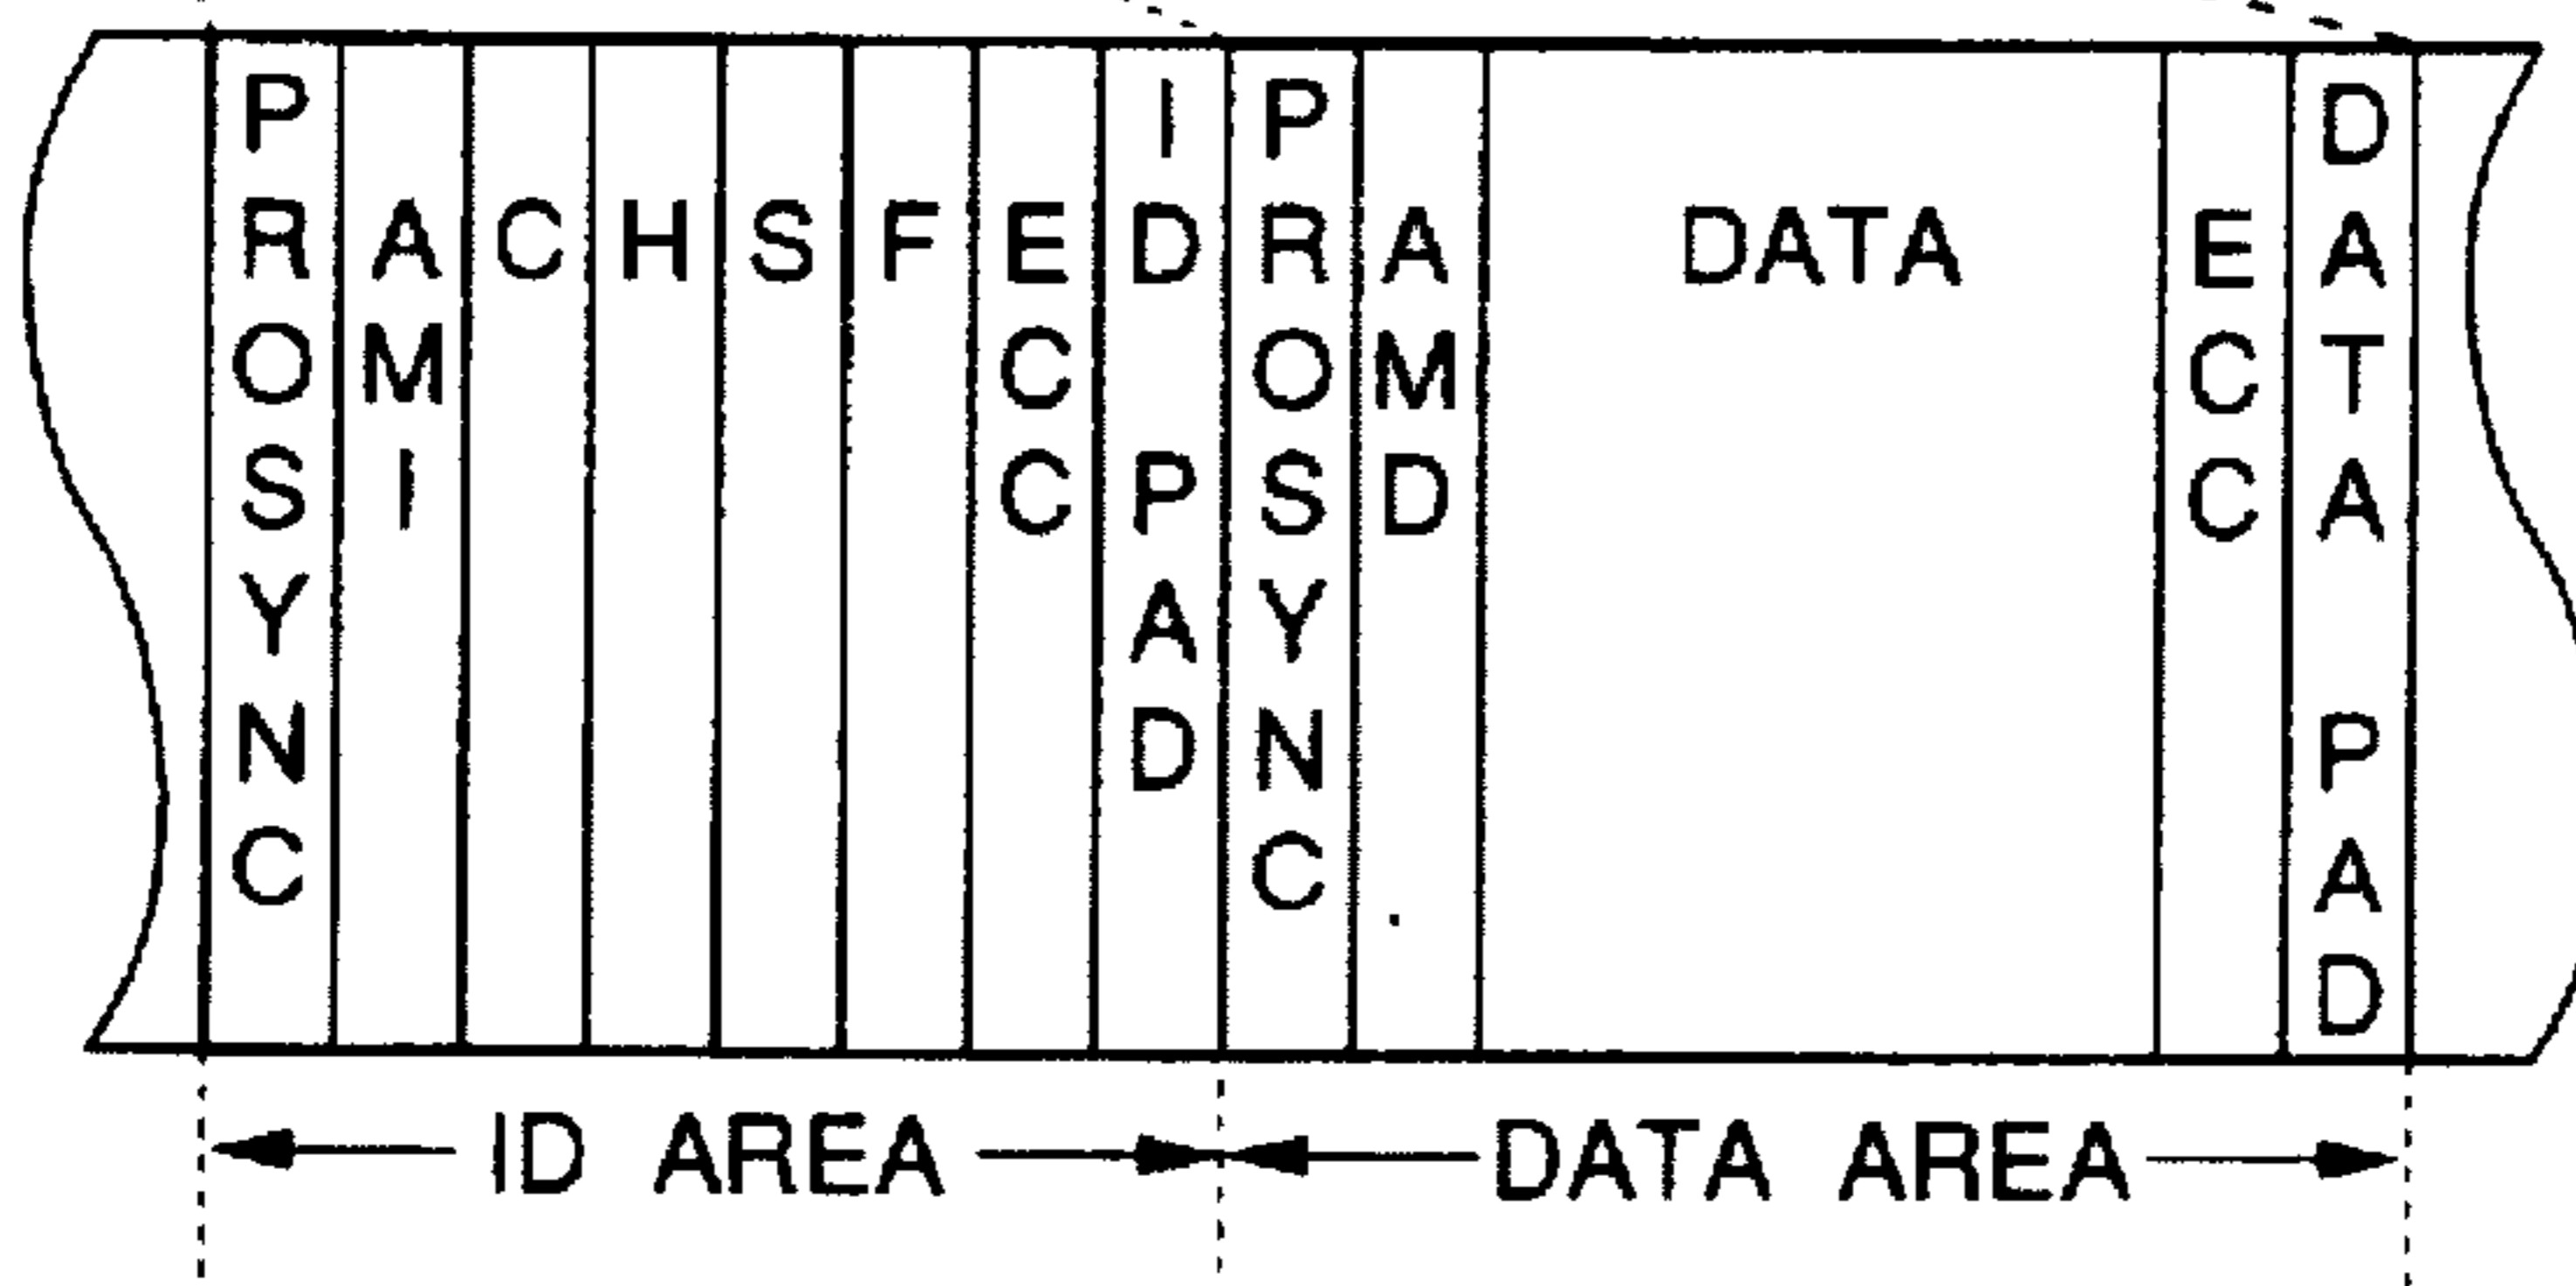 PROSYNC
AMI
C
H
S
F
ECC
ID PAD
PROSYNC
AMD
DATA
ECC
DATA PAD
ID AREA
DATA AREA